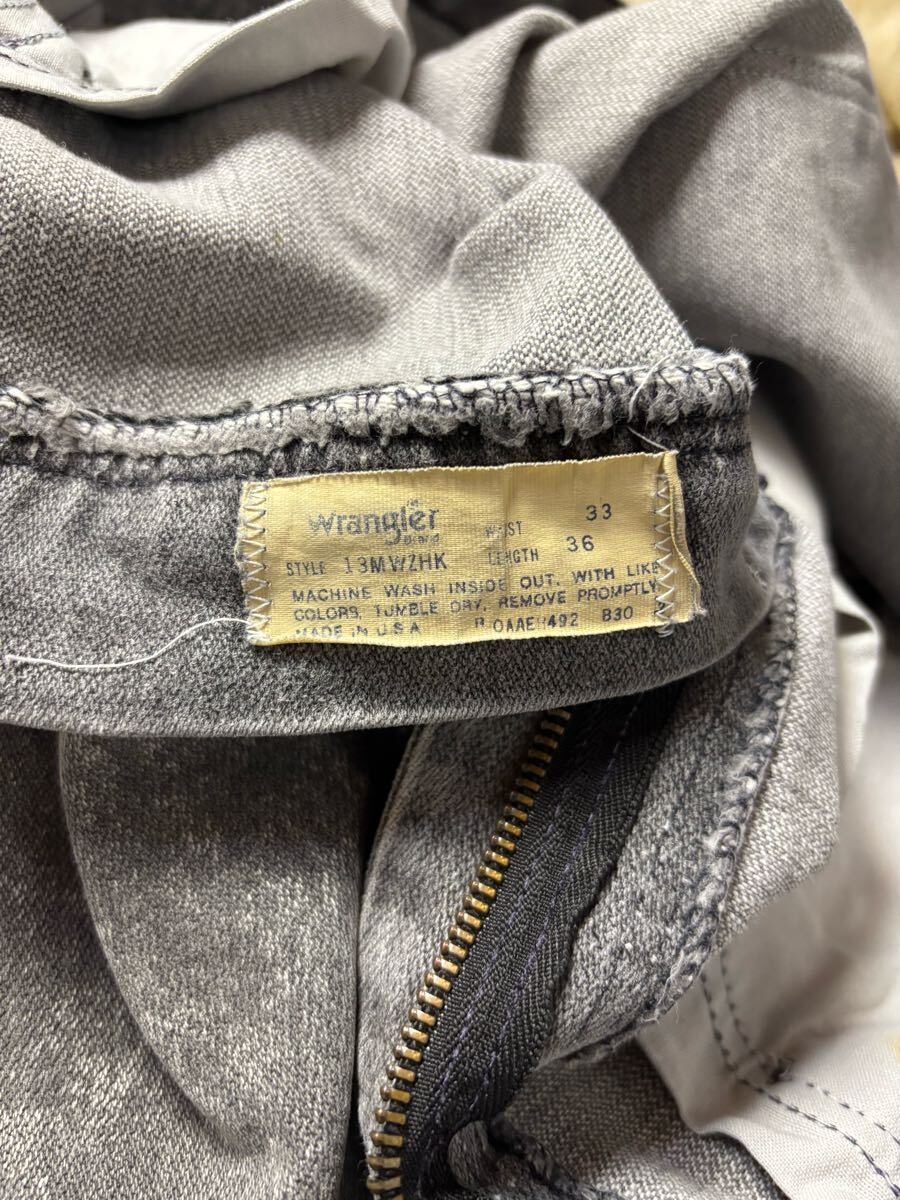 wrangler
WAIST 33
STYLE 13MWZHK LENGTH 36
MACHINE WASH INSIDE OUT. WITH LIKE
COLORS. TUMBLE DRY. REMOVE PROMPTLY
MADE IN U S A 492 B30